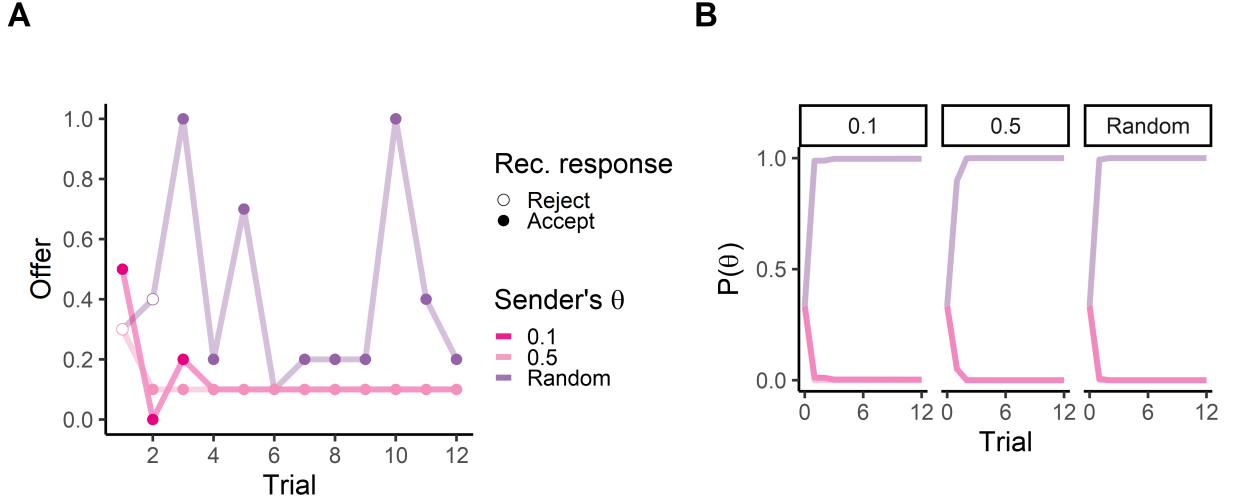 A
Offer
1.0
0.8
0.6
0.4
0.2
0.0
2 4 6 8 10 12
Trial
Rec. response
Reject
Accept
Sender's θ
0.1
0.5
Random
B
0.1 0.5 Random
P(θ)
1.0
0.5
0.0
0 6 12 0 6 12 0 6 12
Trial